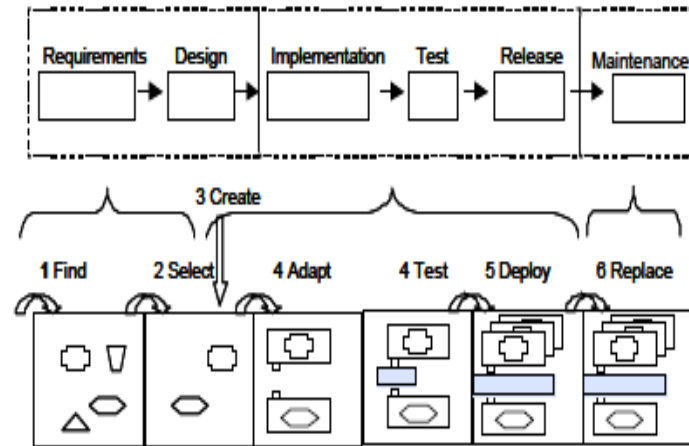 Requirements Design Implementation Test Release Maintenance
3 Create
1 Find 2 Select 4 Adapt 4 Test 5 Deploy 6 Replace